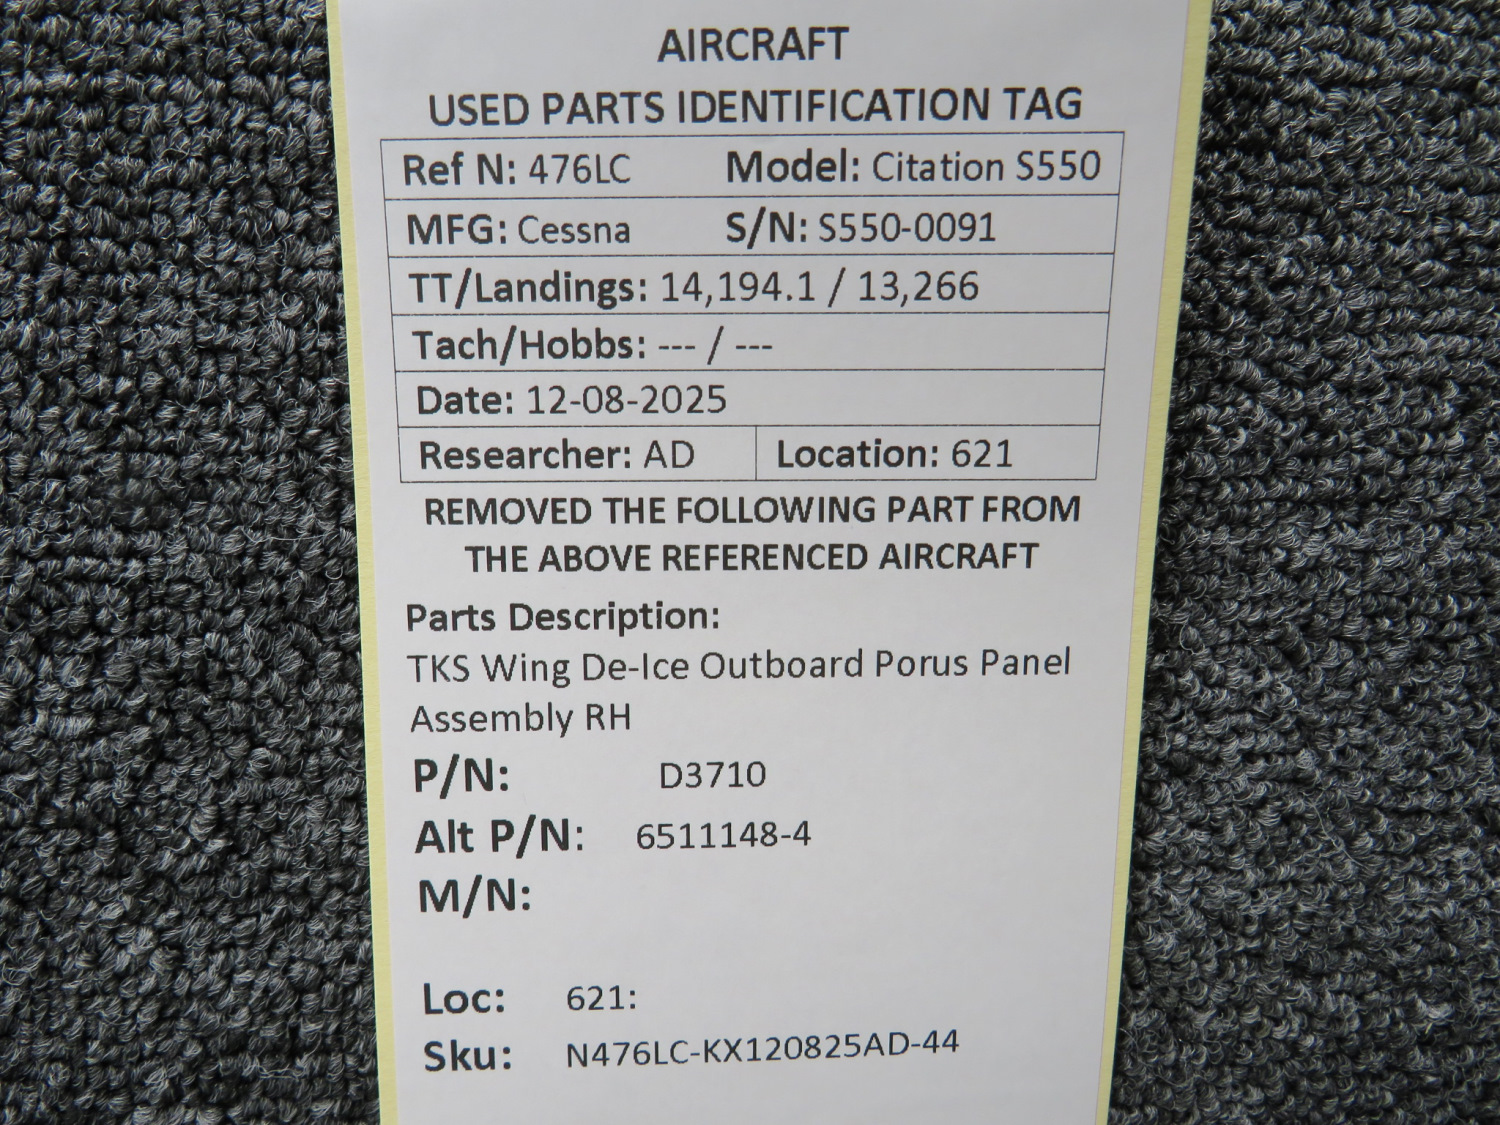 AIRCRAFT
USED PARTS IDENTIFICATION TAG
Ref N: 476LC Model: Citation S550
MFG: Cessna S/N: S550-0091
TT/Landings: 14,194.1 / 13,266
Tach/Hobbs: --- / ---
Date: 12-08-2025
Researcher: AD Location: 621
REMOVED THE FOLLOWING PART FROM
THE ABOVE REFERENCED AIRCRAFT
Parts Description:
TKS Wing De-Ice Outboard Porus Panel
Assembly RH
P/N: D3710
Alt P/N: 6511148-4
M/N:
Loc: 621:
Sku: N476LC-KX120825AD-44